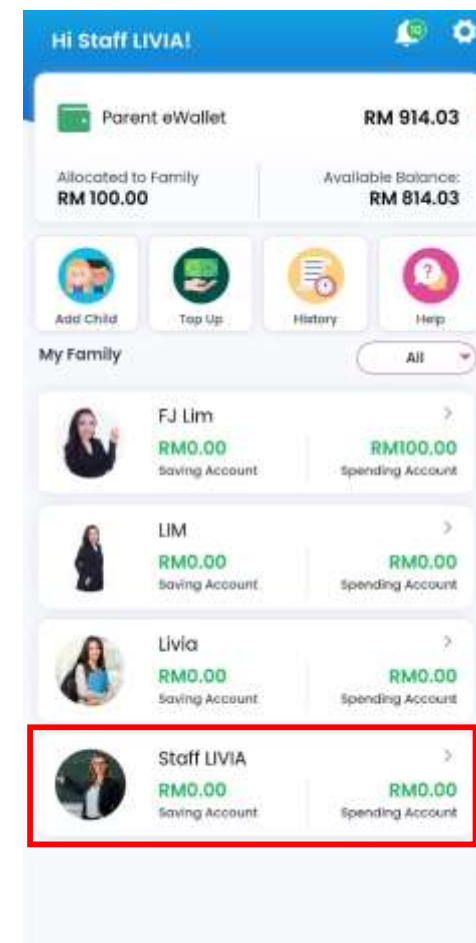 Hi Staff LIVIA!
10
Parent eWallet RM 914.03
Allocated to Family Available Balance:
RM 100.00 RM 814.03
Add Child Top Up History Help
My Family All
FJ Lim
RM0.00 RM100.00
Saving Account Spending Account
LIM
RM0.00 RM0.00
Saving Account Spending Account
Livia
RM0.00 RM0.00
Saving Account Spending Account
Staff LIVIA
RM0.00 RM0.00
Saving Account Spending Account